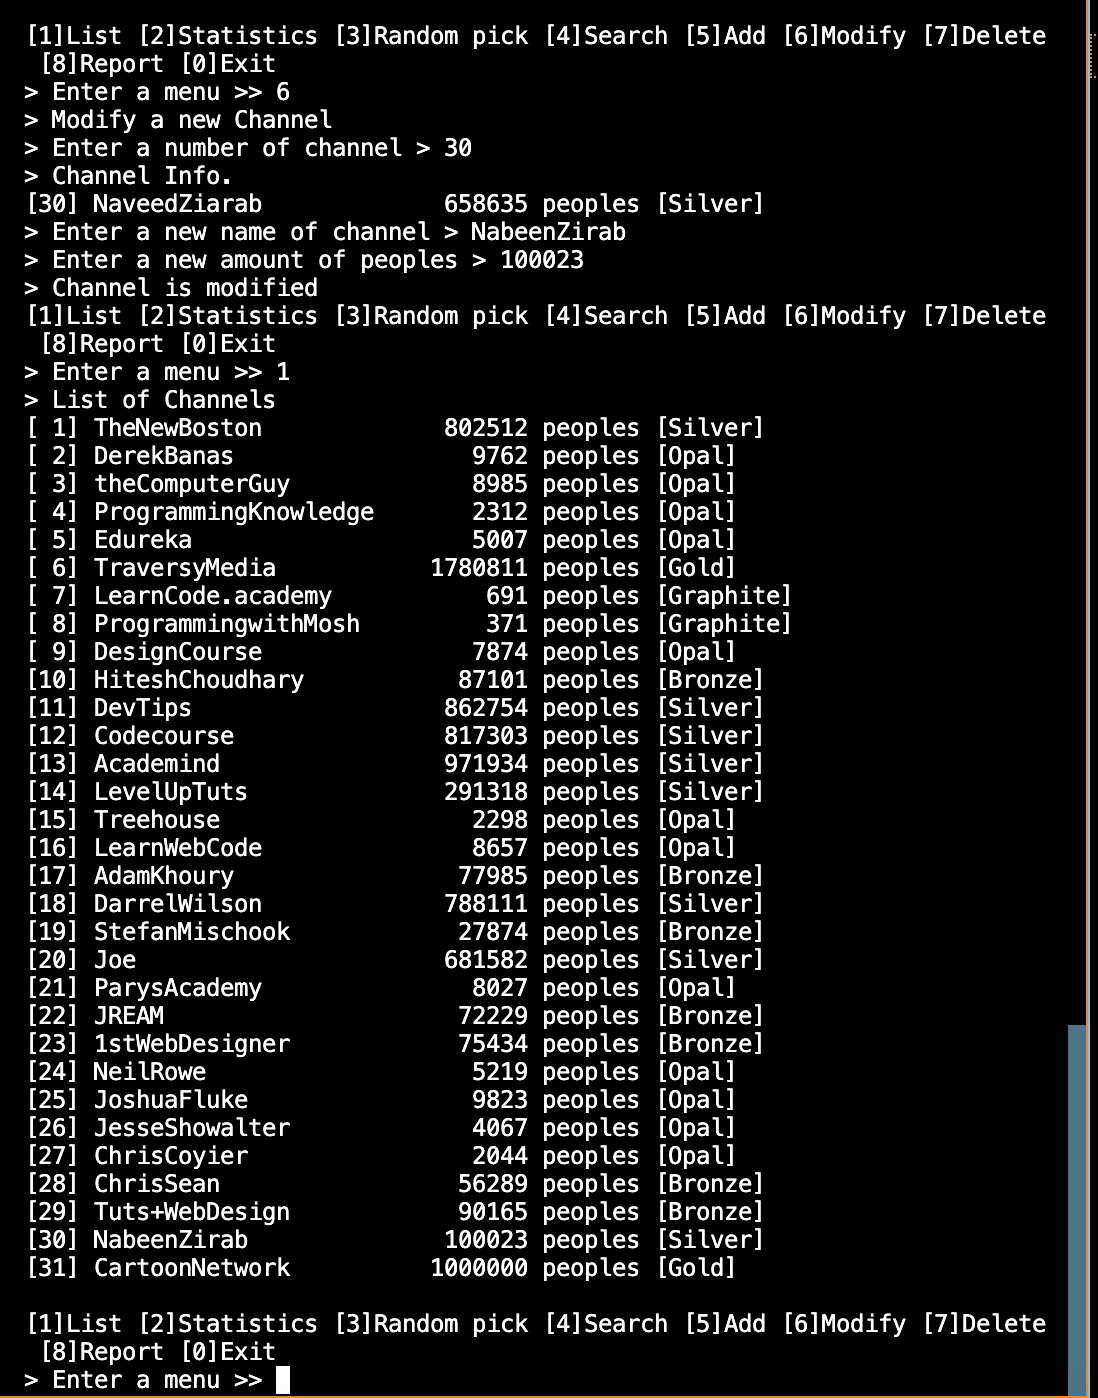 [1]List [2]Statistics [3]Random pick [4]Search [5]Add [6]Modify [7]Delete
[8]Report [0]Exit
> Enter a menu >> 6
> Modify a new Channel
> Enter a number of channel > 30
> Channel Info.
[30] NaveedZiarab             658635 peoples [Silver]
> Enter a new name of channel > NabeenZirab
> Enter a new amount of peoples > 100023
> Channel is modified
[1]List [2]Statistics [3]Random pick [4]Search [5]Add [6]Modify [7]Delete
[8]Report [0]Exit
> Enter a menu >> 1
> List of Channels
[ 1] TheNewBoston             802512 peoples [Silver]
[ 2] DerekBanas                 9762 peoples [Opal]
[ 3] theComputerGuy             8985 peoples [Opal]
[ 4] ProgrammingKnowledge       2312 peoples [Opal]
[ 5] Edureka                    5007 peoples [Opal]
[ 6] TraversyMedia           1780811 peoples [Gold]
[ 7] LearnCode.academy           691 peoples [Graphite]
[ 8] ProgrammingwithMosh         371 peoples [Graphite]
[ 9] DesignCourse               7874 peoples [Opal]
[10] HiteshChoudhary           87101 peoples [Bronze]
[11] DevTips                  862754 peoples [Silver]
[12] Codecourse               817303 peoples [Silver]
[13] Academind                971934 peoples [Silver]
[14] LevelUpTuts              291318 peoples [Silver]
[15] Treehouse                  2298 peoples [Opal]
[16] LearnWebCode               8657 peoples [Opal]
[17] AdamKhoury                77985 peoples [Bronze]
[18] DarrelWilson             788111 peoples [Silver]
[19] StefanMischook            27874 peoples [Bronze]
[20] Joe                      681582 peoples [Silver]
[21] ParysAcademy               8027 peoples [Opal]
[22] JREAM                     72229 peoples [Bronze]
[23] 1stWebDesigner            75434 peoples [Bronze]
[24] NeilRowe                   5219 peoples [Opal]
[25] JoshuaFluke                9823 peoples [Opal]
[26] JesseShowalter             4067 peoples [Opal]
[27] ChrisCoyier                2044 peoples [Opal]
[28] ChrisSean                 56289 peoples [Bronze]
[29] Tuts+WebDesign            90165 peoples [Bronze]
[30] NabeenZirab              100023 peoples [Silver]
[31] CartoonNetwork          1000000 peoples [Gold]
[1]List [2]Statistics [3]Random pick [4]Search [5]Add [6]Modify [7]Delete
[8]Report [0]Exit
> Enter a menu >>